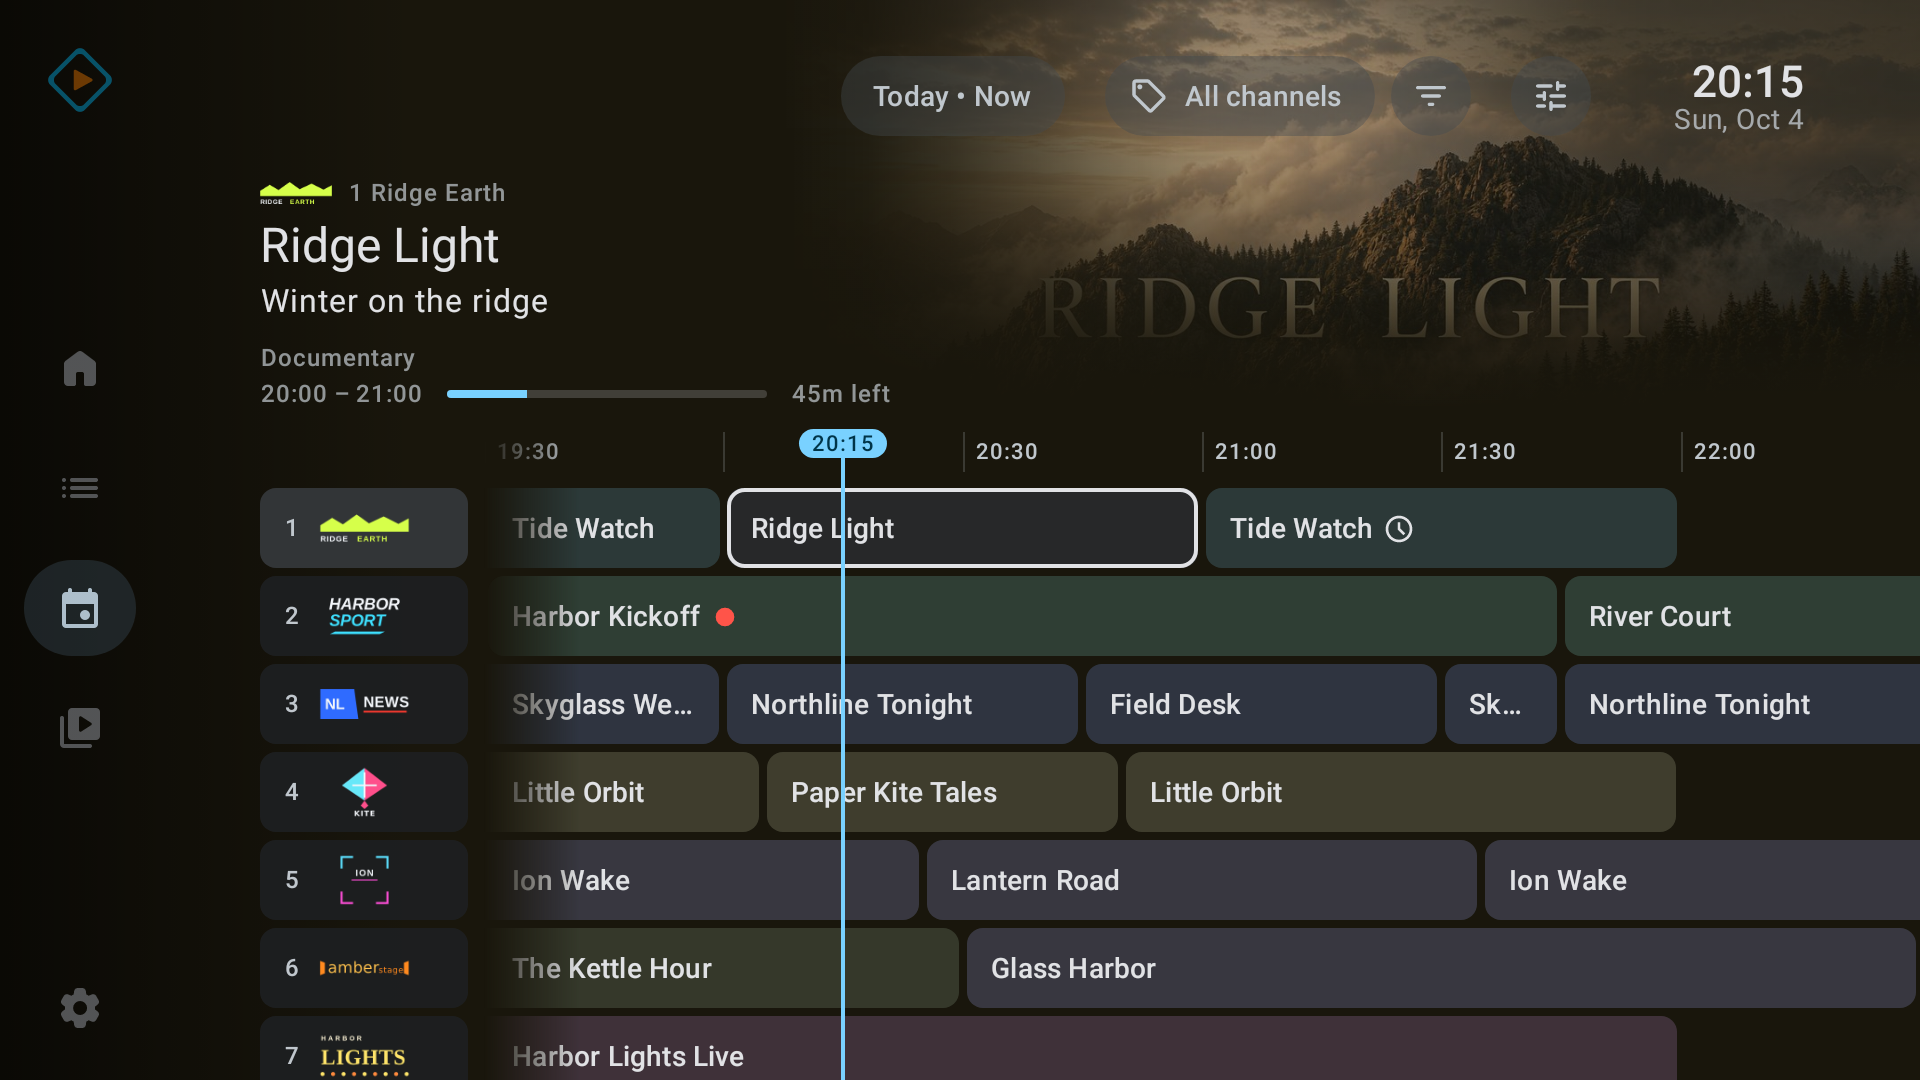 Today • Now
All channels
20:15
Sun, Oct 4
RIDGE EARTH
1 Ridge Earth
Ridge Light
Winter on the ridge
RIDGE LIGHT
Documentary
20:00 – 21:00
45m left
19:30
20:15
20:30
21:00
21:30
22:00
1
RIDGE EARTH
Tide Watch
Ridge Light
Tide Watch
2
HARBOR
SPORT
Harbor Kickoff
River Court
3
NL NEWS
Skyglass We...
Northline Tonight
Field Desk
Sk...
Northline Tonight
4
KITE
Little Orbit
Paper Kite Tales
Little Orbit
5
ION
Ion Wake
Lantern Road
Ion Wake
6
amberstage
The Kettle Hour
Glass Harbor
7
HARBOR
LIGHTS
Harbor Lights Live